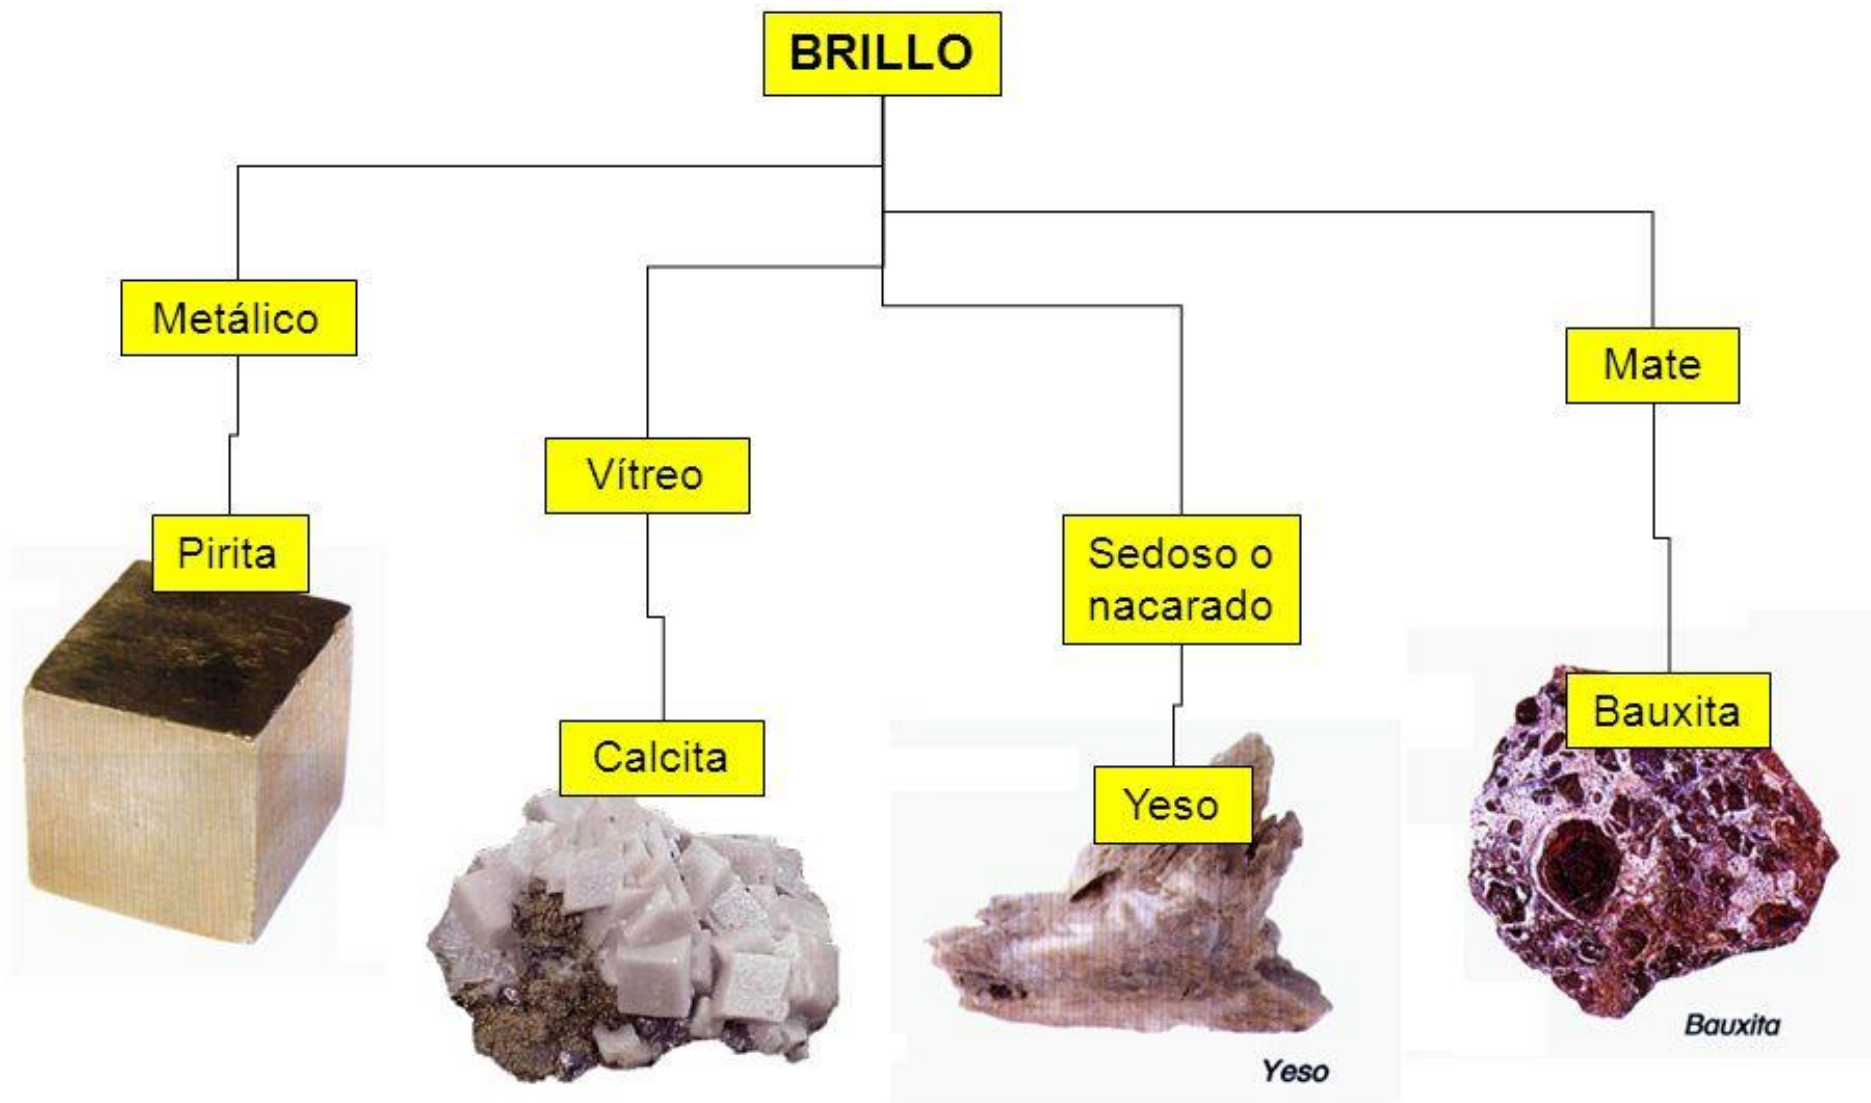 BRILLO
Metálico
Mate
Vítreo
Pirita
Sedoso o
nacarado
Bauxita
Calcita
Yeso
Bauxita
Yeso